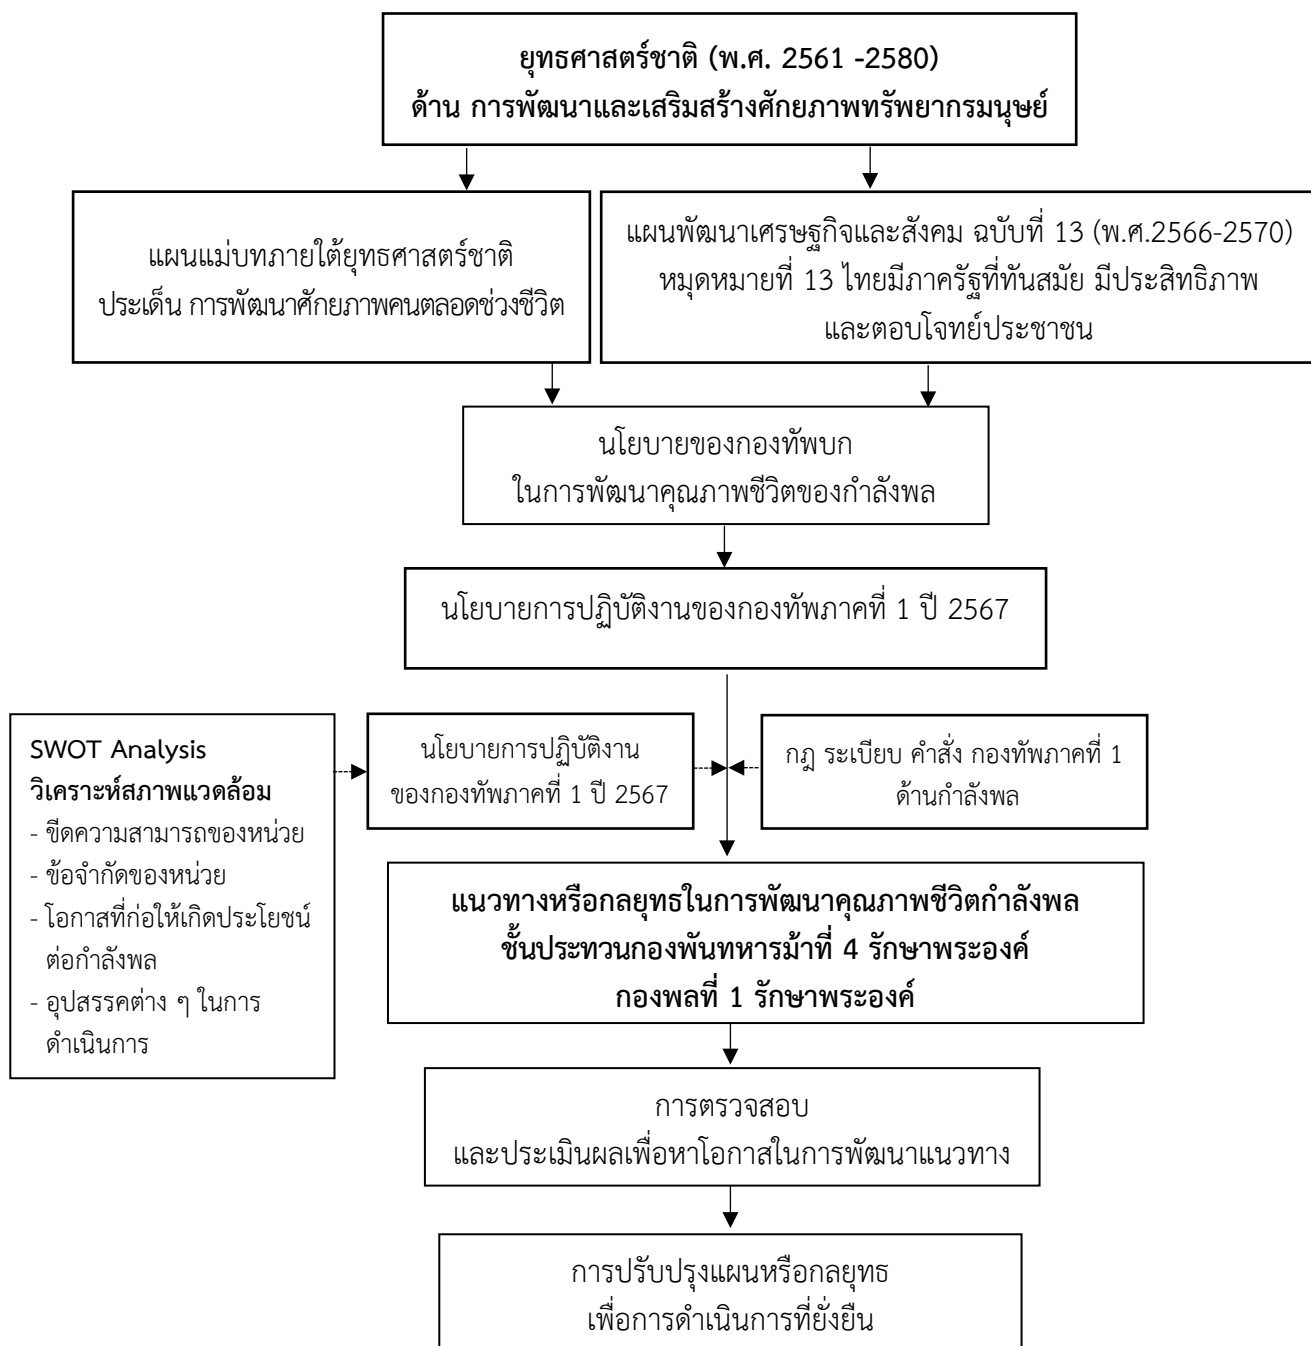 ยุทธศาสตร์ชาติ (พ.ศ. 2561 -2580)
ด้าน การพัฒนาและเสริมสร้างศักยภาพทรัพยากรมนุษย์
แผนแม่บทภายใต้ยุทธศาสตร์ชาติ
ประเด็น การพัฒนาศักยภาพคนตลอดช่วงชีวิต
แผนพัฒนาเศรษฐกิจและสังคม ฉบับที่ 13 (พ.ศ.2566-2570)
หมุดหมายที่ 13 ไทยมีภาครัฐที่ทันสมัย มีประสิทธิภาพ
และตอบโจทย์ประชาชน
นโยบายของกองทัพบก
ในการพัฒนาคุณภาพชีวิตของกำลังพล
นโยบายการปฏิบัติงานของกองทัพภาคที่ 1 ปี 2567
SWOT Analysis
วิเคราะห์สภาพแวดล้อม
- ขีดความสามารถของหน่วย
- ข้อจำกัดของหน่วย
- โอกาสที่ก่อให้เกิดประโยชน์
ต่อกำลังพล
- อุปสรรคต่าง ๆ ในการ
ดำเนินการ
นโยบายการปฏิบัติงาน
ของกองทัพภาคที่ 1 ปี 2567
กฎ ระเบียบ คำสั่ง กองทัพภาคที่ 1
ด้านกำลังพล
แนวทางหรือกลยุทธในการพัฒนาคุณภาพชีวิตกำลังพล
ชั้นประทวนกองพันทหารม้าที่ 4 รักษาพระองค์
กองพลที่ 1 รักษาพระองค์
การตรวจสอบ
และประเมินผลเพื่อหาโอกาสในการพัฒนาแนวทาง
การปรับปรุงแผนหรือกลยุทธ
เพื่อการดำเนินการที่ยั่งยืน